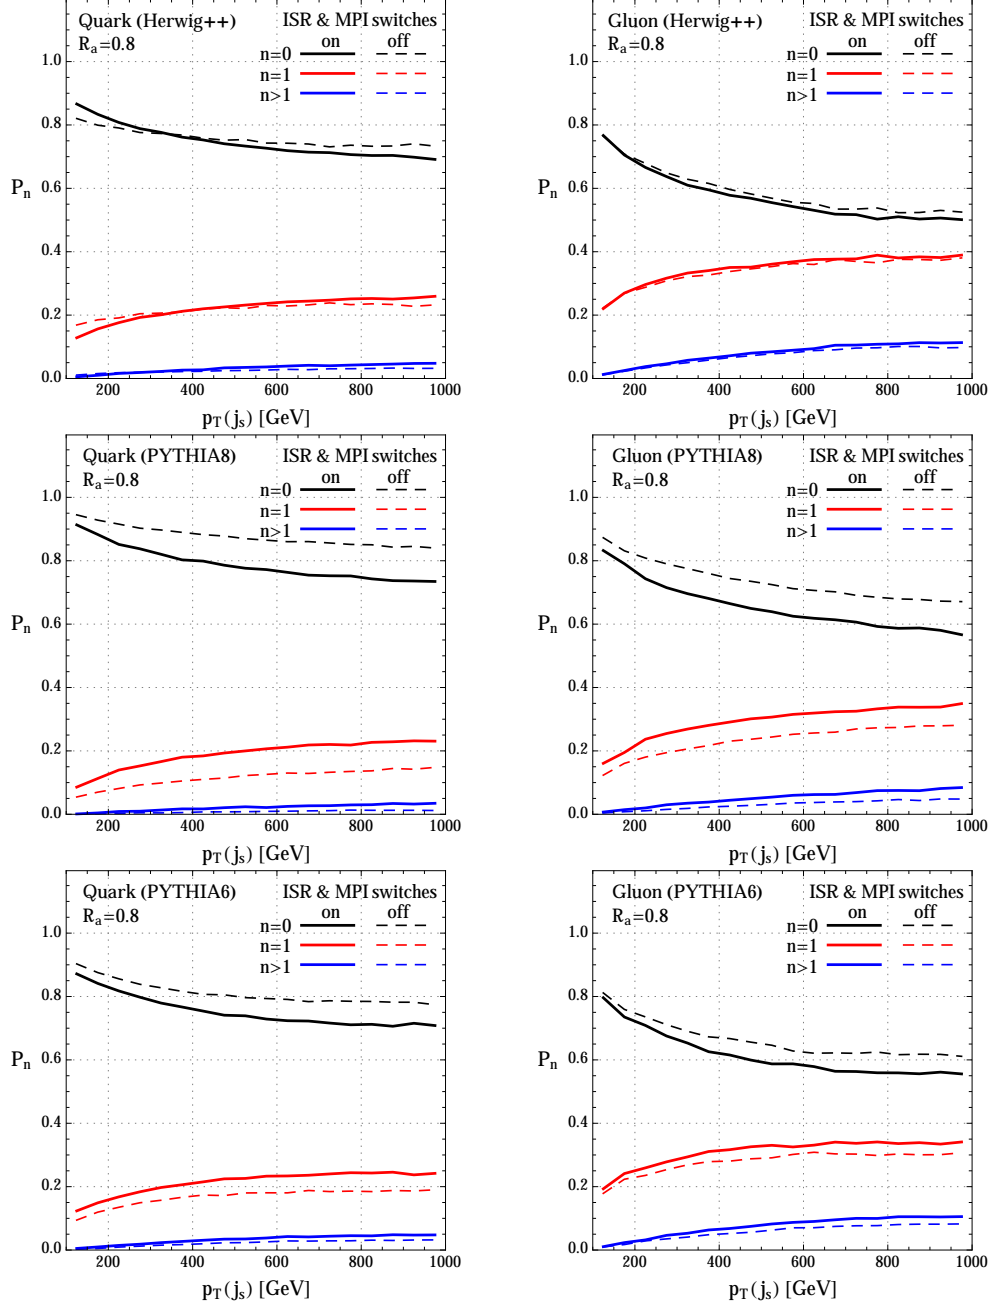 Quark (Herwig++) ISR & MPI switches
R_a=0.8 on off
n=0
n=1
n>1
1.0
0.8
P_n
0.6
0.4
0.2
0.0
200 400 600 800 1000
p_T(j_s) [GeV]
Gluon (Herwig++) ISR & MPI switches
R_a=0.8 on off
n=0
n=1
n>1
1.0
0.8
P_n
0.6
0.4
0.2
0.0
200 400 600 800 1000
p_T(j_s) [GeV]
Quark (PYTHIA8) ISR & MPI switches
R_a=0.8 on off
n=0
n=1
n>1
1.0
0.8
P_n
0.6
0.4
0.2
0.0
200 400 600 800 1000
p_T(j_s) [GeV]
Gluon (PYTHIA8) ISR & MPI switches
R_a=0.8 on off
n=0
n=1
n>1
1.0
0.8
P_n
0.6
0.4
0.2
0.0
200 400 600 800 1000
p_T(j_s) [GeV]
Quark (PYTHIA6) ISR & MPI switches
R_a=0.8 on off
n=0
n=1
n>1
1.0
0.8
P_n
0.6
0.4
0.2
0.0
200 400 600 800 1000
p_T(j_s) [GeV]
Gluon (PYTHIA6) ISR & MPI switches
R_a=0.8 on off
n=0
n=1
n>1
1.0
0.8
P_n
0.6
0.4
0.2
0.0
200 400 600 800 1000
p_T(j_s) [GeV]